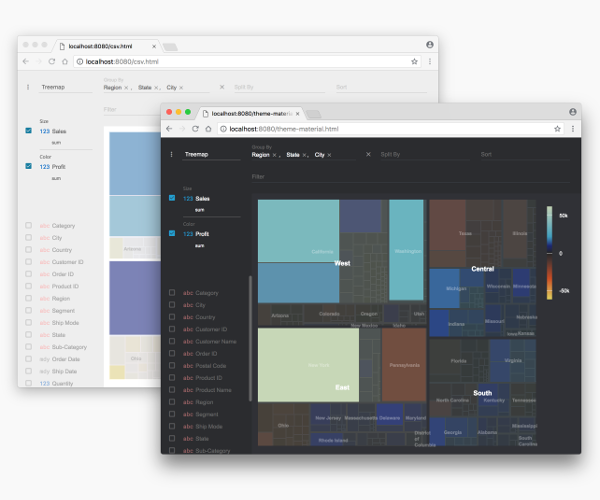 localhost:8080/csv.html
localhost:8080/csv.html
Treemap
Group By
Region × , State × , City ×
Split By
Sort
Filter
Size
123 Sales
sum
Color
123 Profit
sum
abc Category
abc City
abc Country
abc Customer ID
abc Order ID
abc Product ID
abc Region
abc Segment
abc Ship Mode
abc State
abc Sub-Category
mdy Order Date
mdy Ship Date
123 Quantity
Arizona
Ohio
localhost:8080/theme-materia
localhost:8080/theme-material.html
Treemap
Group By
Region × , State × , City ×
Split By
Sort
Filter
Size
123 Sales
sum
Color
123 Profit
sum
abc Category
abc City
abc Country
abc Customer ID
abc Customer Name
abc Order ID
abc Postal Code
abc Product ID
abc Product Name
abc Region
abc Segment
abc Ship Mode
abc State
abc Sub-Category
California
West
Washington
Arizona
Colorado
Oregon
Utah
New Mexico
Idaho
New York
East
Pennsylvania
Ohio
New Jersey
Massachusetts
Delaware
Maryland
Rhode Island
District
of
Columbia
Texas
Illinois
Central
Michigan
Wisconsin
Minnesota
Indiana
Missouri
Nebraska
Iowa
Kansas
Florida
Virginia
South
North Carolina
Kentucky
Tennessee
Georgia
Alabama
Mississippi
South
Carolina
50k
0
-50k